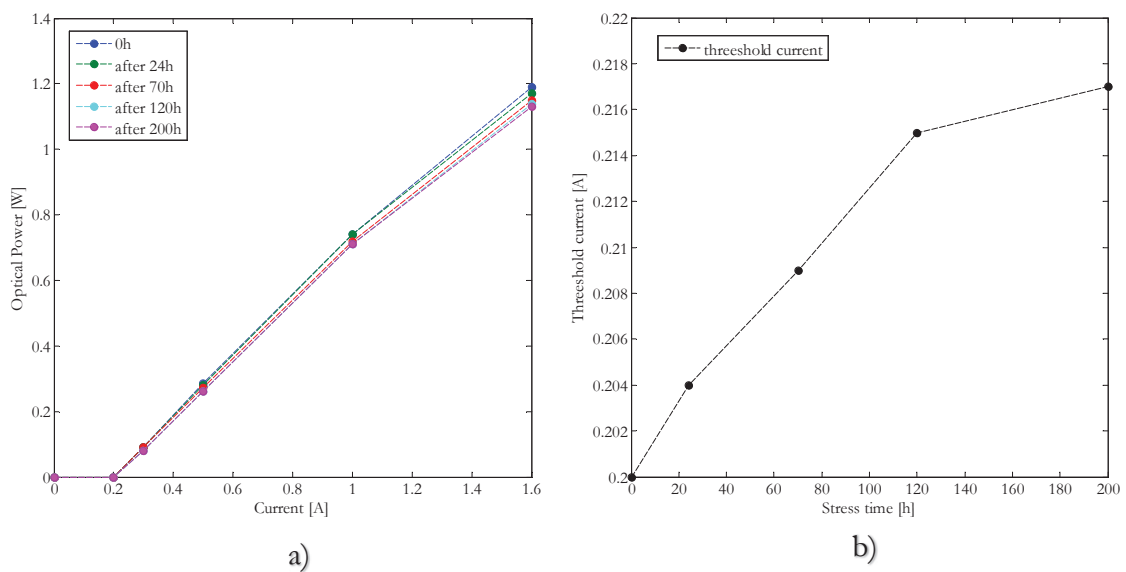 1.4
1.2
1
0.8
0.6
0.4
0.2
0
0h
after 24h
after 70h
after 120h
after 200h
Optical Power [W]
0 0.2 0.4 0.6 0.8 1 1.2 1.4 1.6
Current [A]
a)
0.22
0.218
0.216
0.214
0.212
0.21
0.208
0.206
0.204
0.202
0.2
threeshold current
Threeshold current [A]
0 20 40 60 80 100 120 140 160 180 200
Stress time [h]
b)